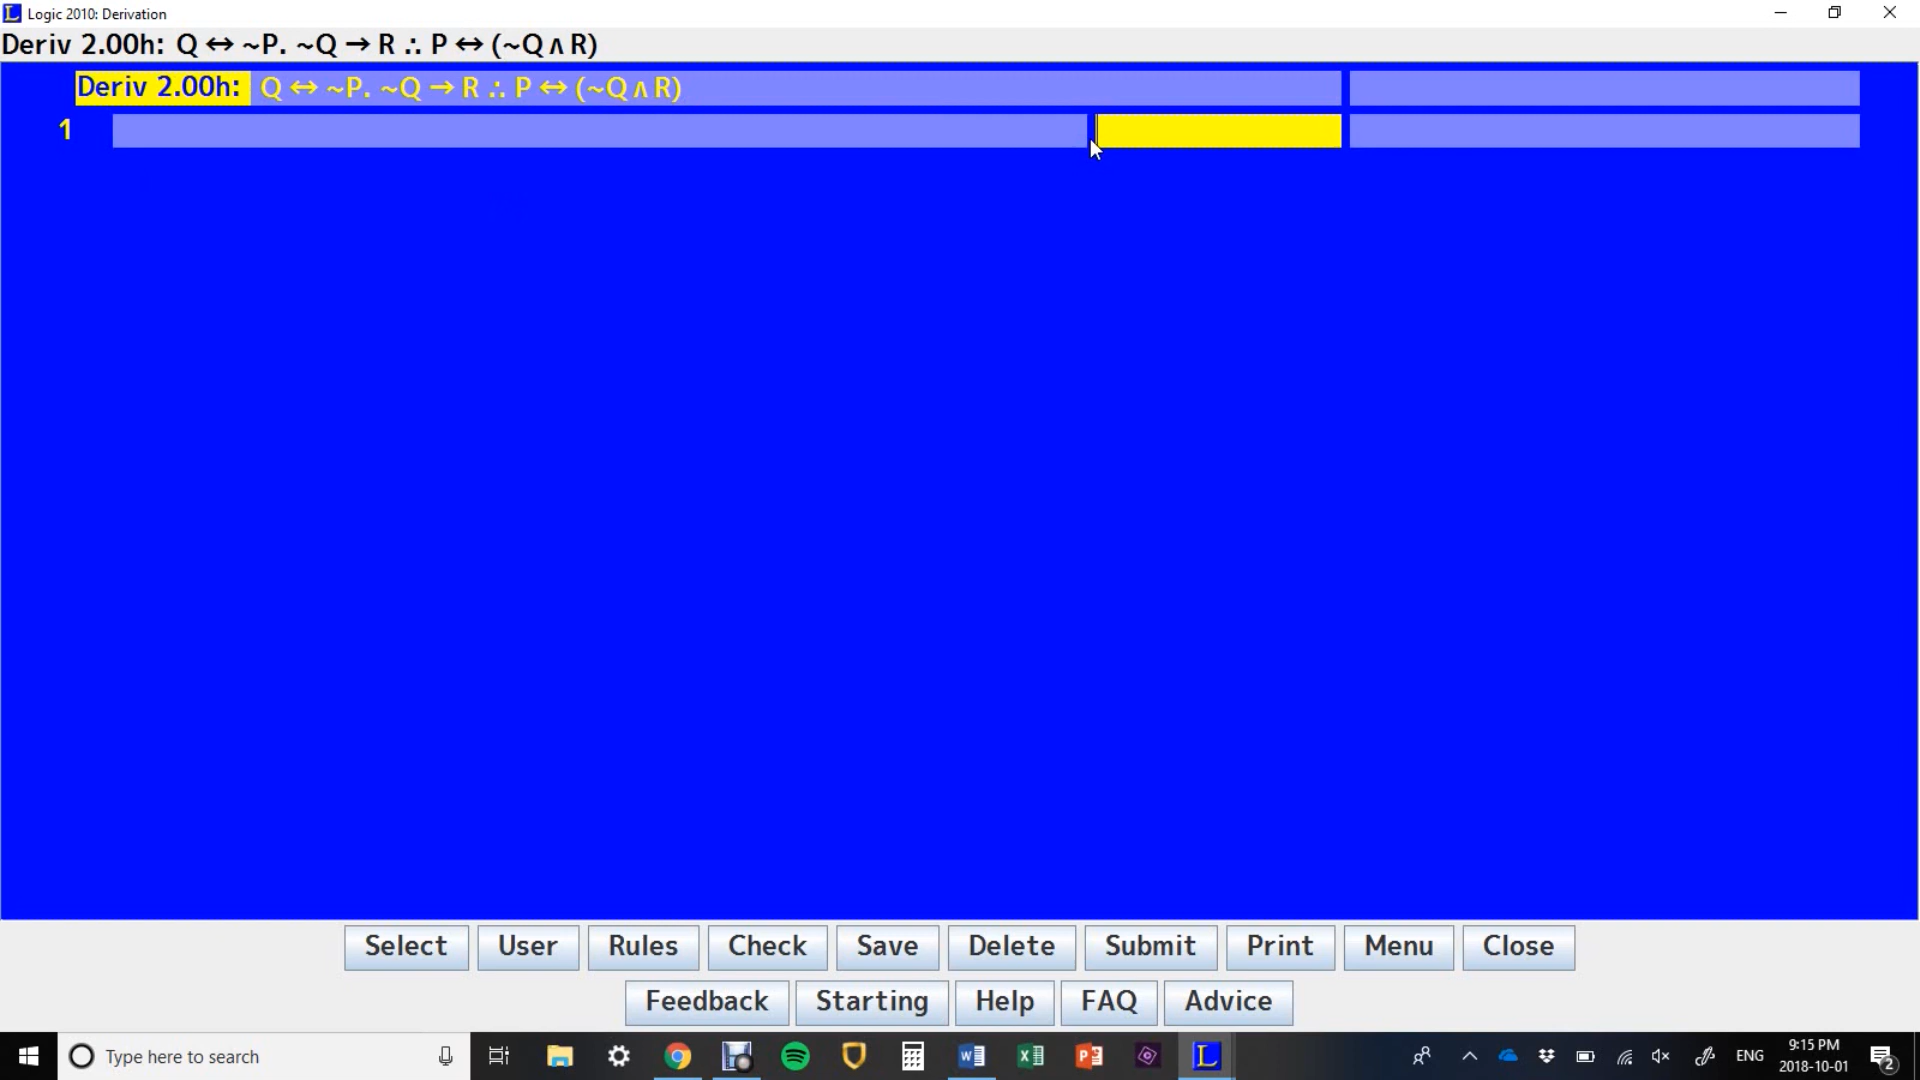 Logic 2010: Derivation
Deriv 2.00h: Q ↔ ~P. ~Q → R ∴ P ↔ (~Q ∧ R)
Deriv 2.00h: Q ↔ ~P. ~Q → R ∴ P ↔ (~Q ∧ R)
1
Select User Rules Check Save Delete Submit Print Menu Close
Feedback Starting Help FAQ Advice
Type here to search
ENG
9:15 PM
2018-10-01
2